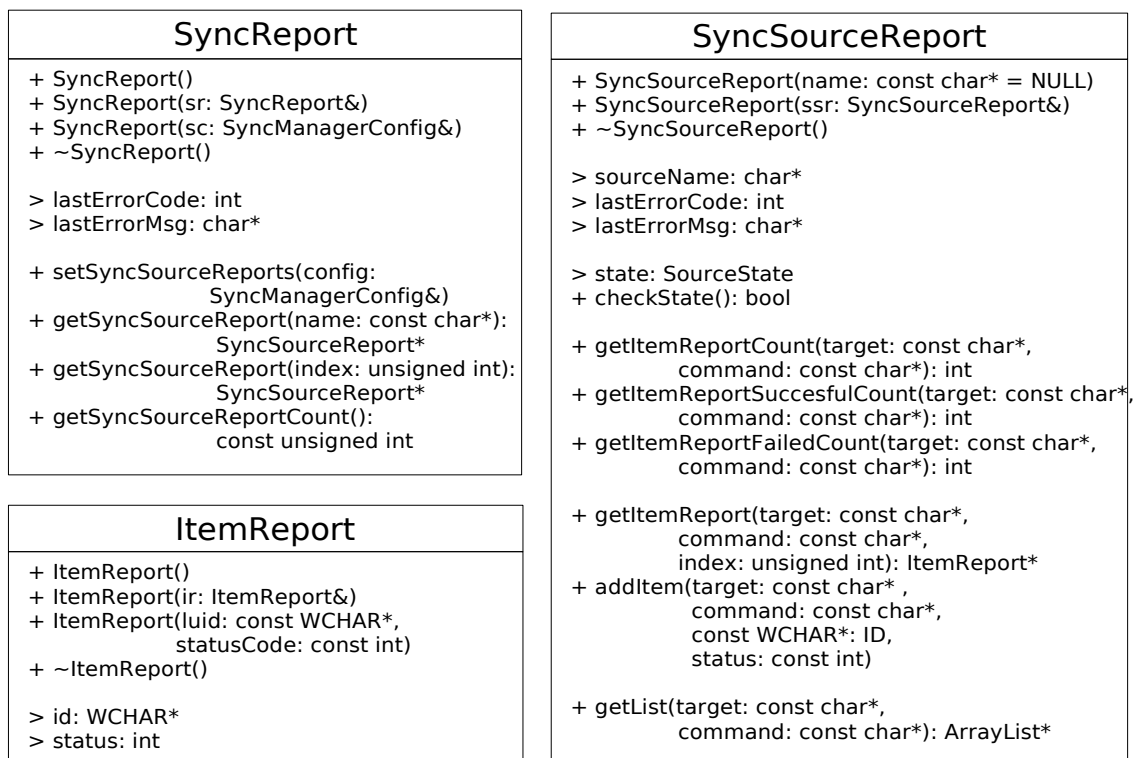 SyncReport
+ SyncReport()
+ SyncReport(sr: SyncReport&)
+ SyncReport(sc: SyncManagerConfig&)
+ ~SyncReport()
> lastErrorCode: int
> lastErrorMsg: char*
+ setSyncSourceReports(config:
SyncManagerConfig&)
+ getSyncSourceReport(name: const char*):
SyncSourceReport*
+ getSyncSourceReport(index: unsigned int):
SyncSourceReport*
+ getSyncSourceReportCount():
const unsigned int
ItemReport
+ ItemReport()
+ ItemReport(ir: ItemReport&)
+ ItemReport(luid: const WCHAR*,
statusCode: const int)
+ ~ItemReport()
> id: WCHAR*
> status: int
SyncSourceReport
+ SyncSourceReport(name: const char* = NULL)
+ SyncSourceReport(ssr: SyncSourceReport&)
+ ~SyncSourceReport()
> sourceName: char*
> lastErrorCode: int
> lastErrorMsg: char*
> state: SourceState
+ checkState(): bool
+ getItemReportCount(target: const char*,
command: const char*): int
+ getItemReportSuccesfulCount(target: const char*,
command: const char*): int
+ getItemReportFailedCount(target: const char*,
command: const char*): int
+ getItemReport(target: const char*,
command: const char*,
index: unsigned int): ItemReport*
+ addItem(target: const char* ,
command: const char*,
const WCHAR*: ID,
status: const int)
+ getList(target: const char*,
command: const char*): ArrayList*